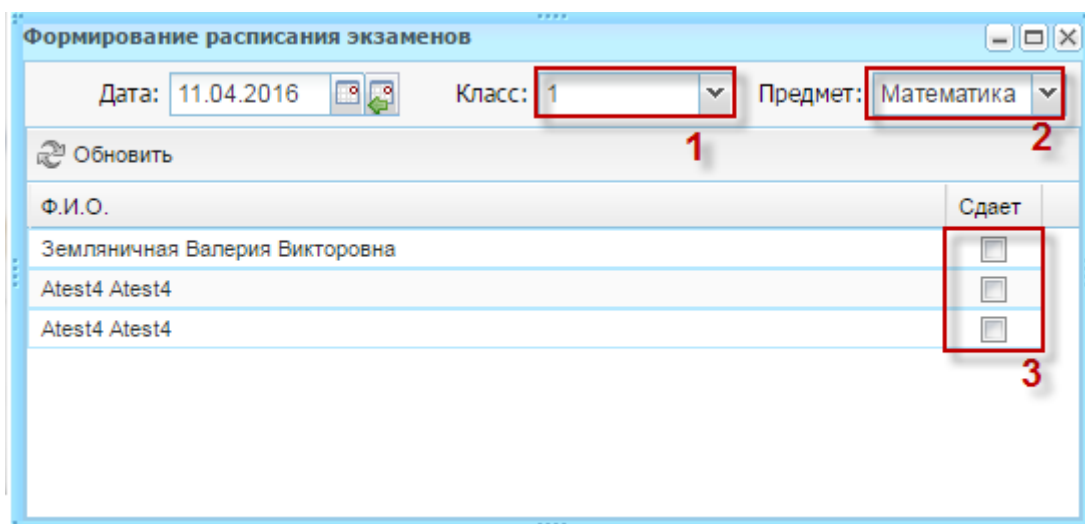 Формирование расписания экзаменов
Дата: 11.04.2016 Класс: 1 Предмет: Математика
1 2
Обновить
Ф.И.О. Сдает
Земляничная Валерия Викторовна
Atest4 Atest4
Atest4 Atest4
3